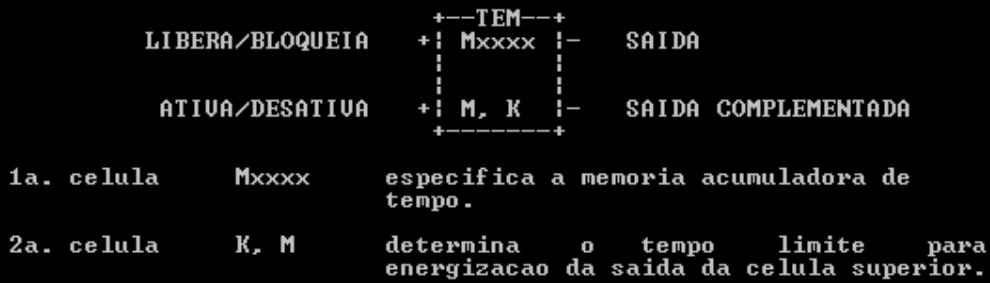 +--TEM--+
LIBERA/BLOQUEIA +¦ Mxxxx ¦- SAIDA
¦ ¦
¦ ¦
ATIVA/DESATIVA +¦ M, K ¦- SAIDA COMPLEMENTADA
+-------+
1a. celula Mxxxx especifica a memoria acumuladora de
tempo.
2a. celula K, M determina o tempo limite para
energizacao da saida da celula superior.